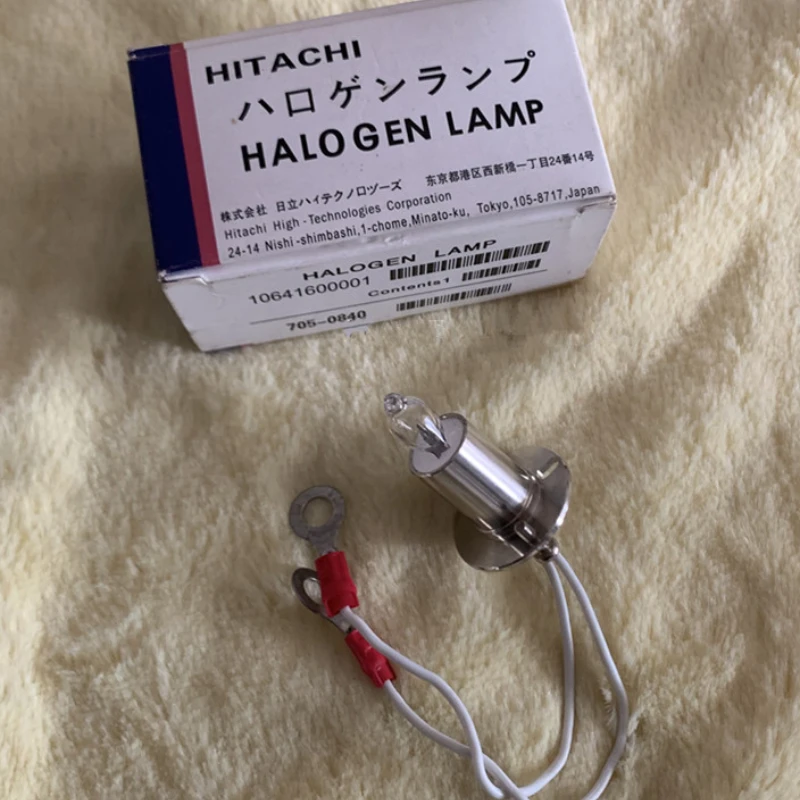 HITACHI
ハロゲンランプ
HALOGEN LAMP
株式会社 日立ハイテクノロヅーズ 东京都港区西新橋一丁目24番14号
Hitachi High-Technologies Corporation
24-14 Nishi-shimbashi,1-chome,Minato-ku, Tokyo,105-8717,Japan
HALOGEN LAMP
10641600001
Contents1
705-0840